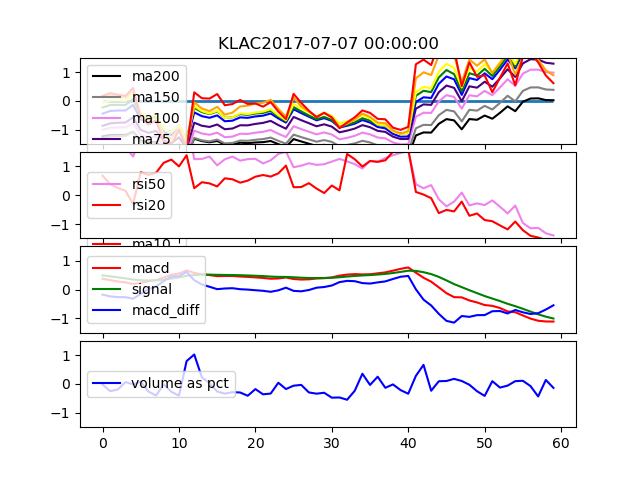 KLAC2017-07-07 00:00:00
1
0
−1
ma200
ma150
ma100
ma75
1
0
−1
rsi50
rsi20
ma10
1
0
−1
macd
signal
macd_diff
1
0
−1
volume as pct
0 10 20 30 40 50 60